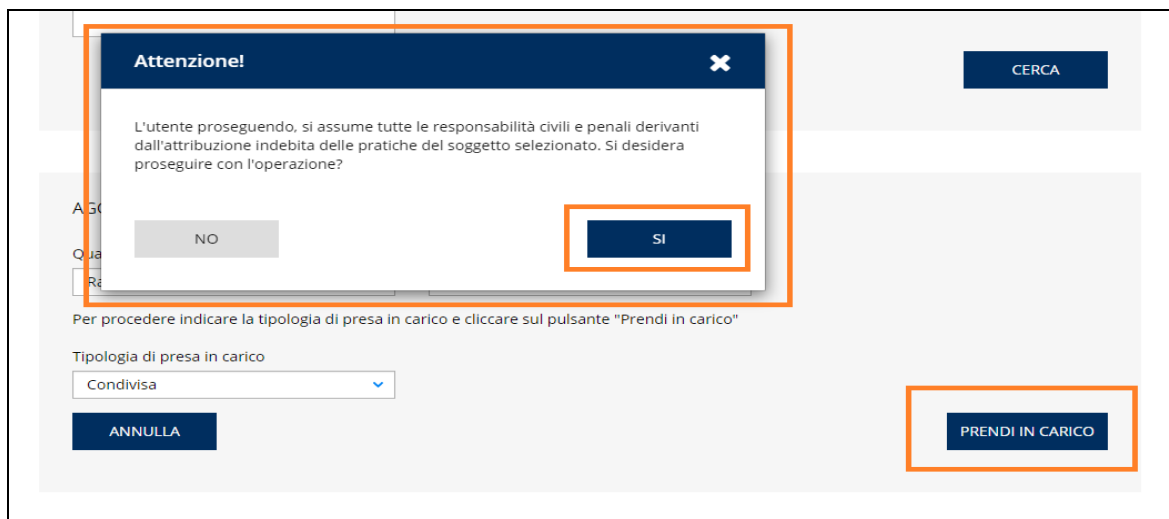 Attenzione!
CERCA
L'utente proseguendo, si assume tutte le responsabilità civili e penali derivanti
dall'attribuzione indebita delle pratiche del soggetto selezionato. Si desidera
proseguire con l'operazione?
NO
SI
Per procedere indicare la tipologia di presa in carico e cliccare sul pulsante "Prendi in carico"
Tipologia di presa in carico
Condivisa
ANNULLA
PRENDI IN CARICO